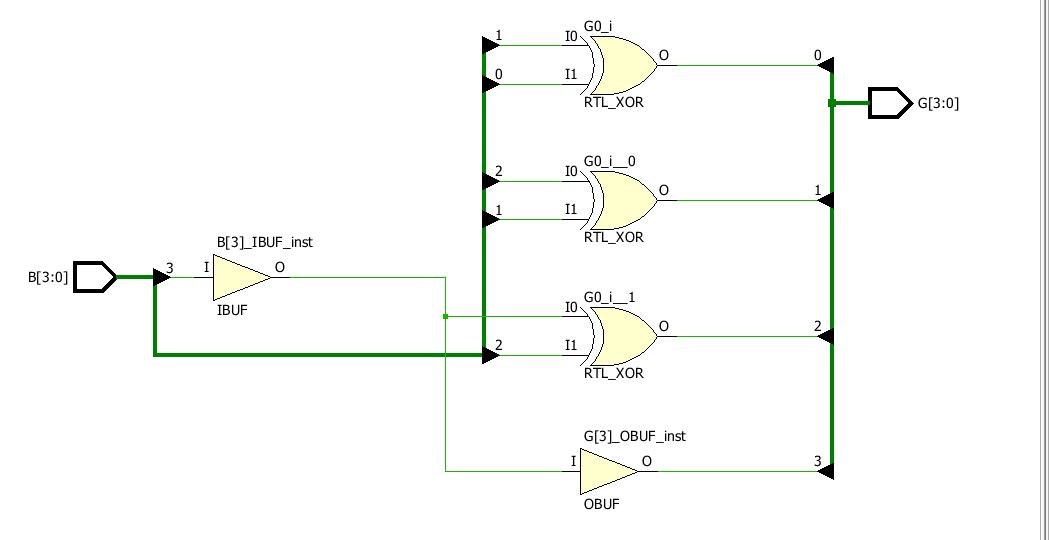 G0_i
1
I0
O
0
0
I1
RTL_XOR
G[3:0]
G0_i__0
2
I0
O
1
1
I1
RTL_XOR
B[3]_IBUF_inst
B[3:0]
3
I
O
IBUF
G0_i__1
I0
O
2
2
I1
RTL_XOR
G[3]_OBUF_inst
I
O
3
OBUF